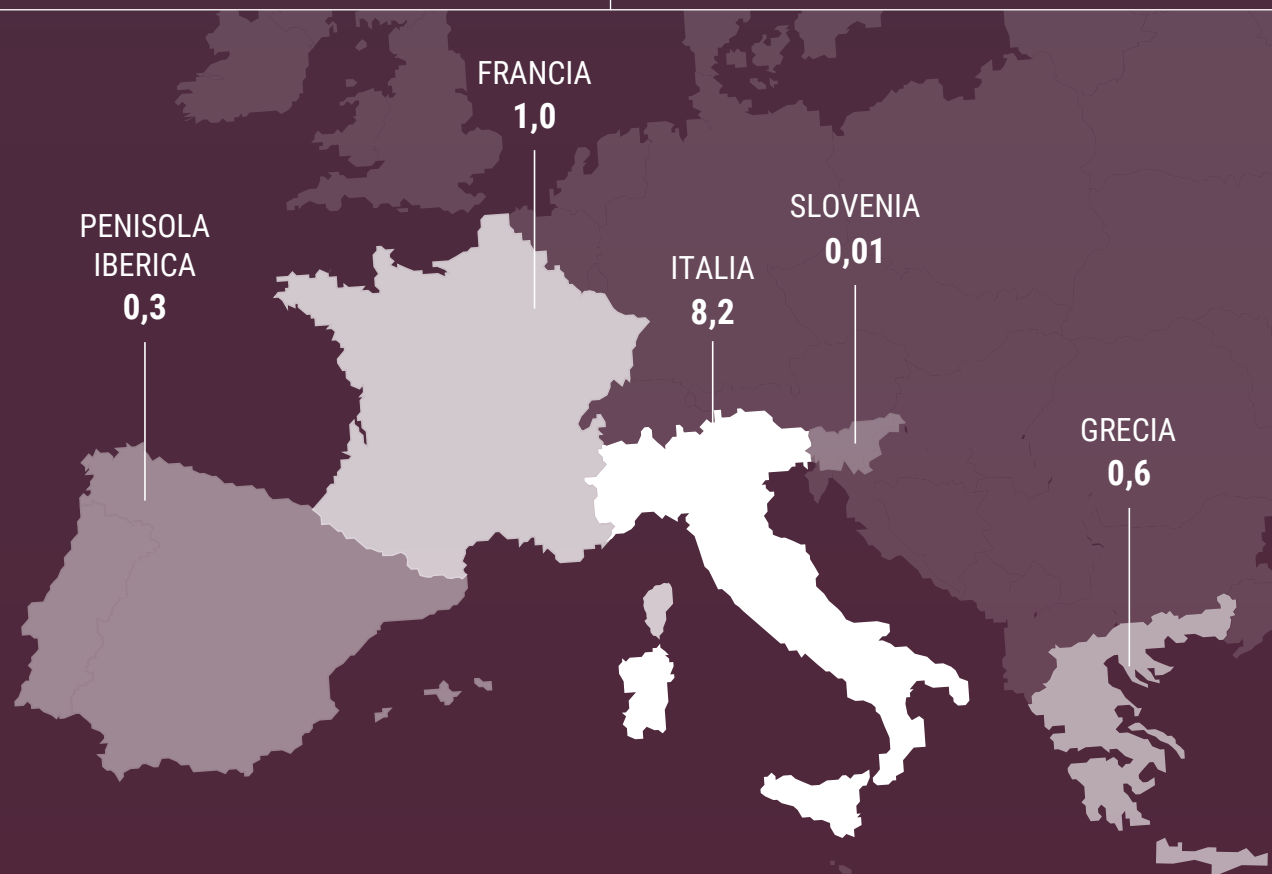 FRANCIA
1,0
PENISOLA
IBERICA
0,3
SLOVENIA
0,01
ITALIA
8,2
GRECIA
0,6